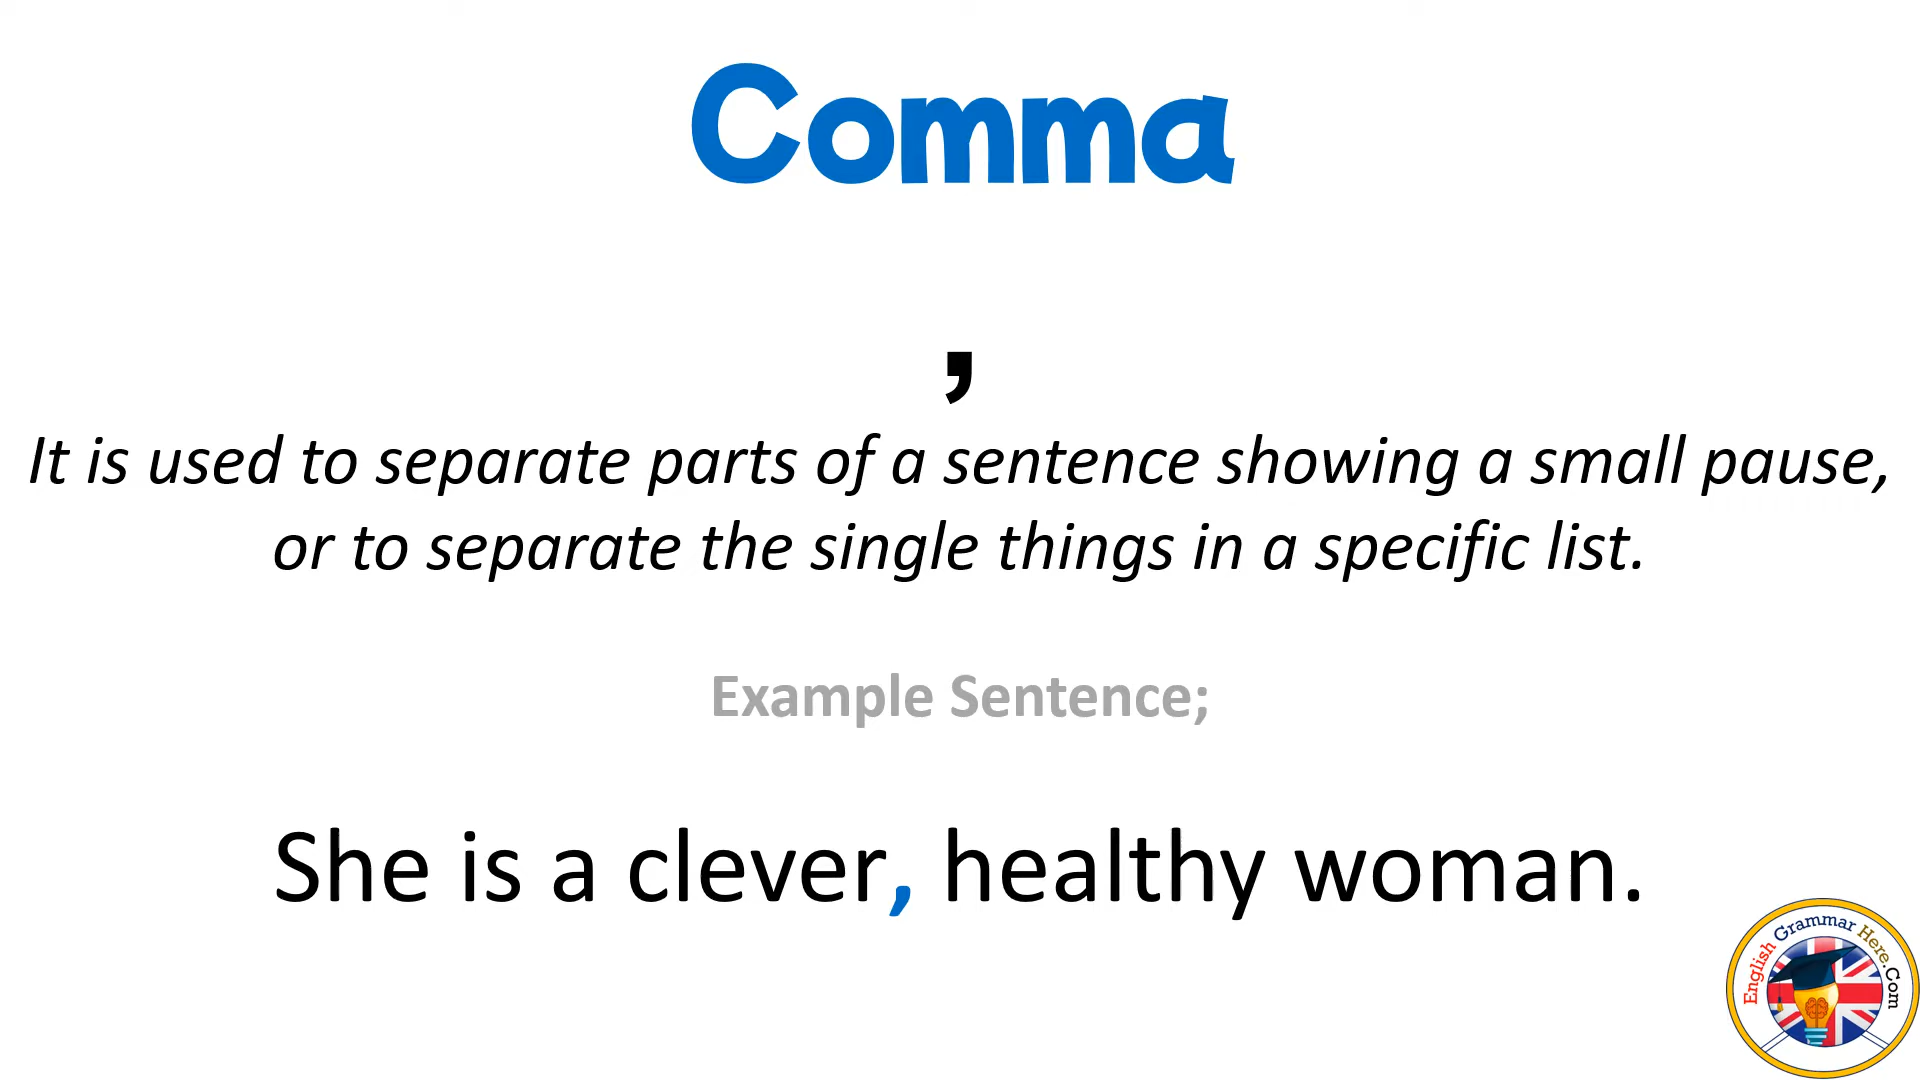 Comma
,
It is used to separate parts of a sentence showing a small pause,
or to separate the single things in a specific list.
Example Sentence;
She is a clever, healthy woman.
English Grammar Here.Com